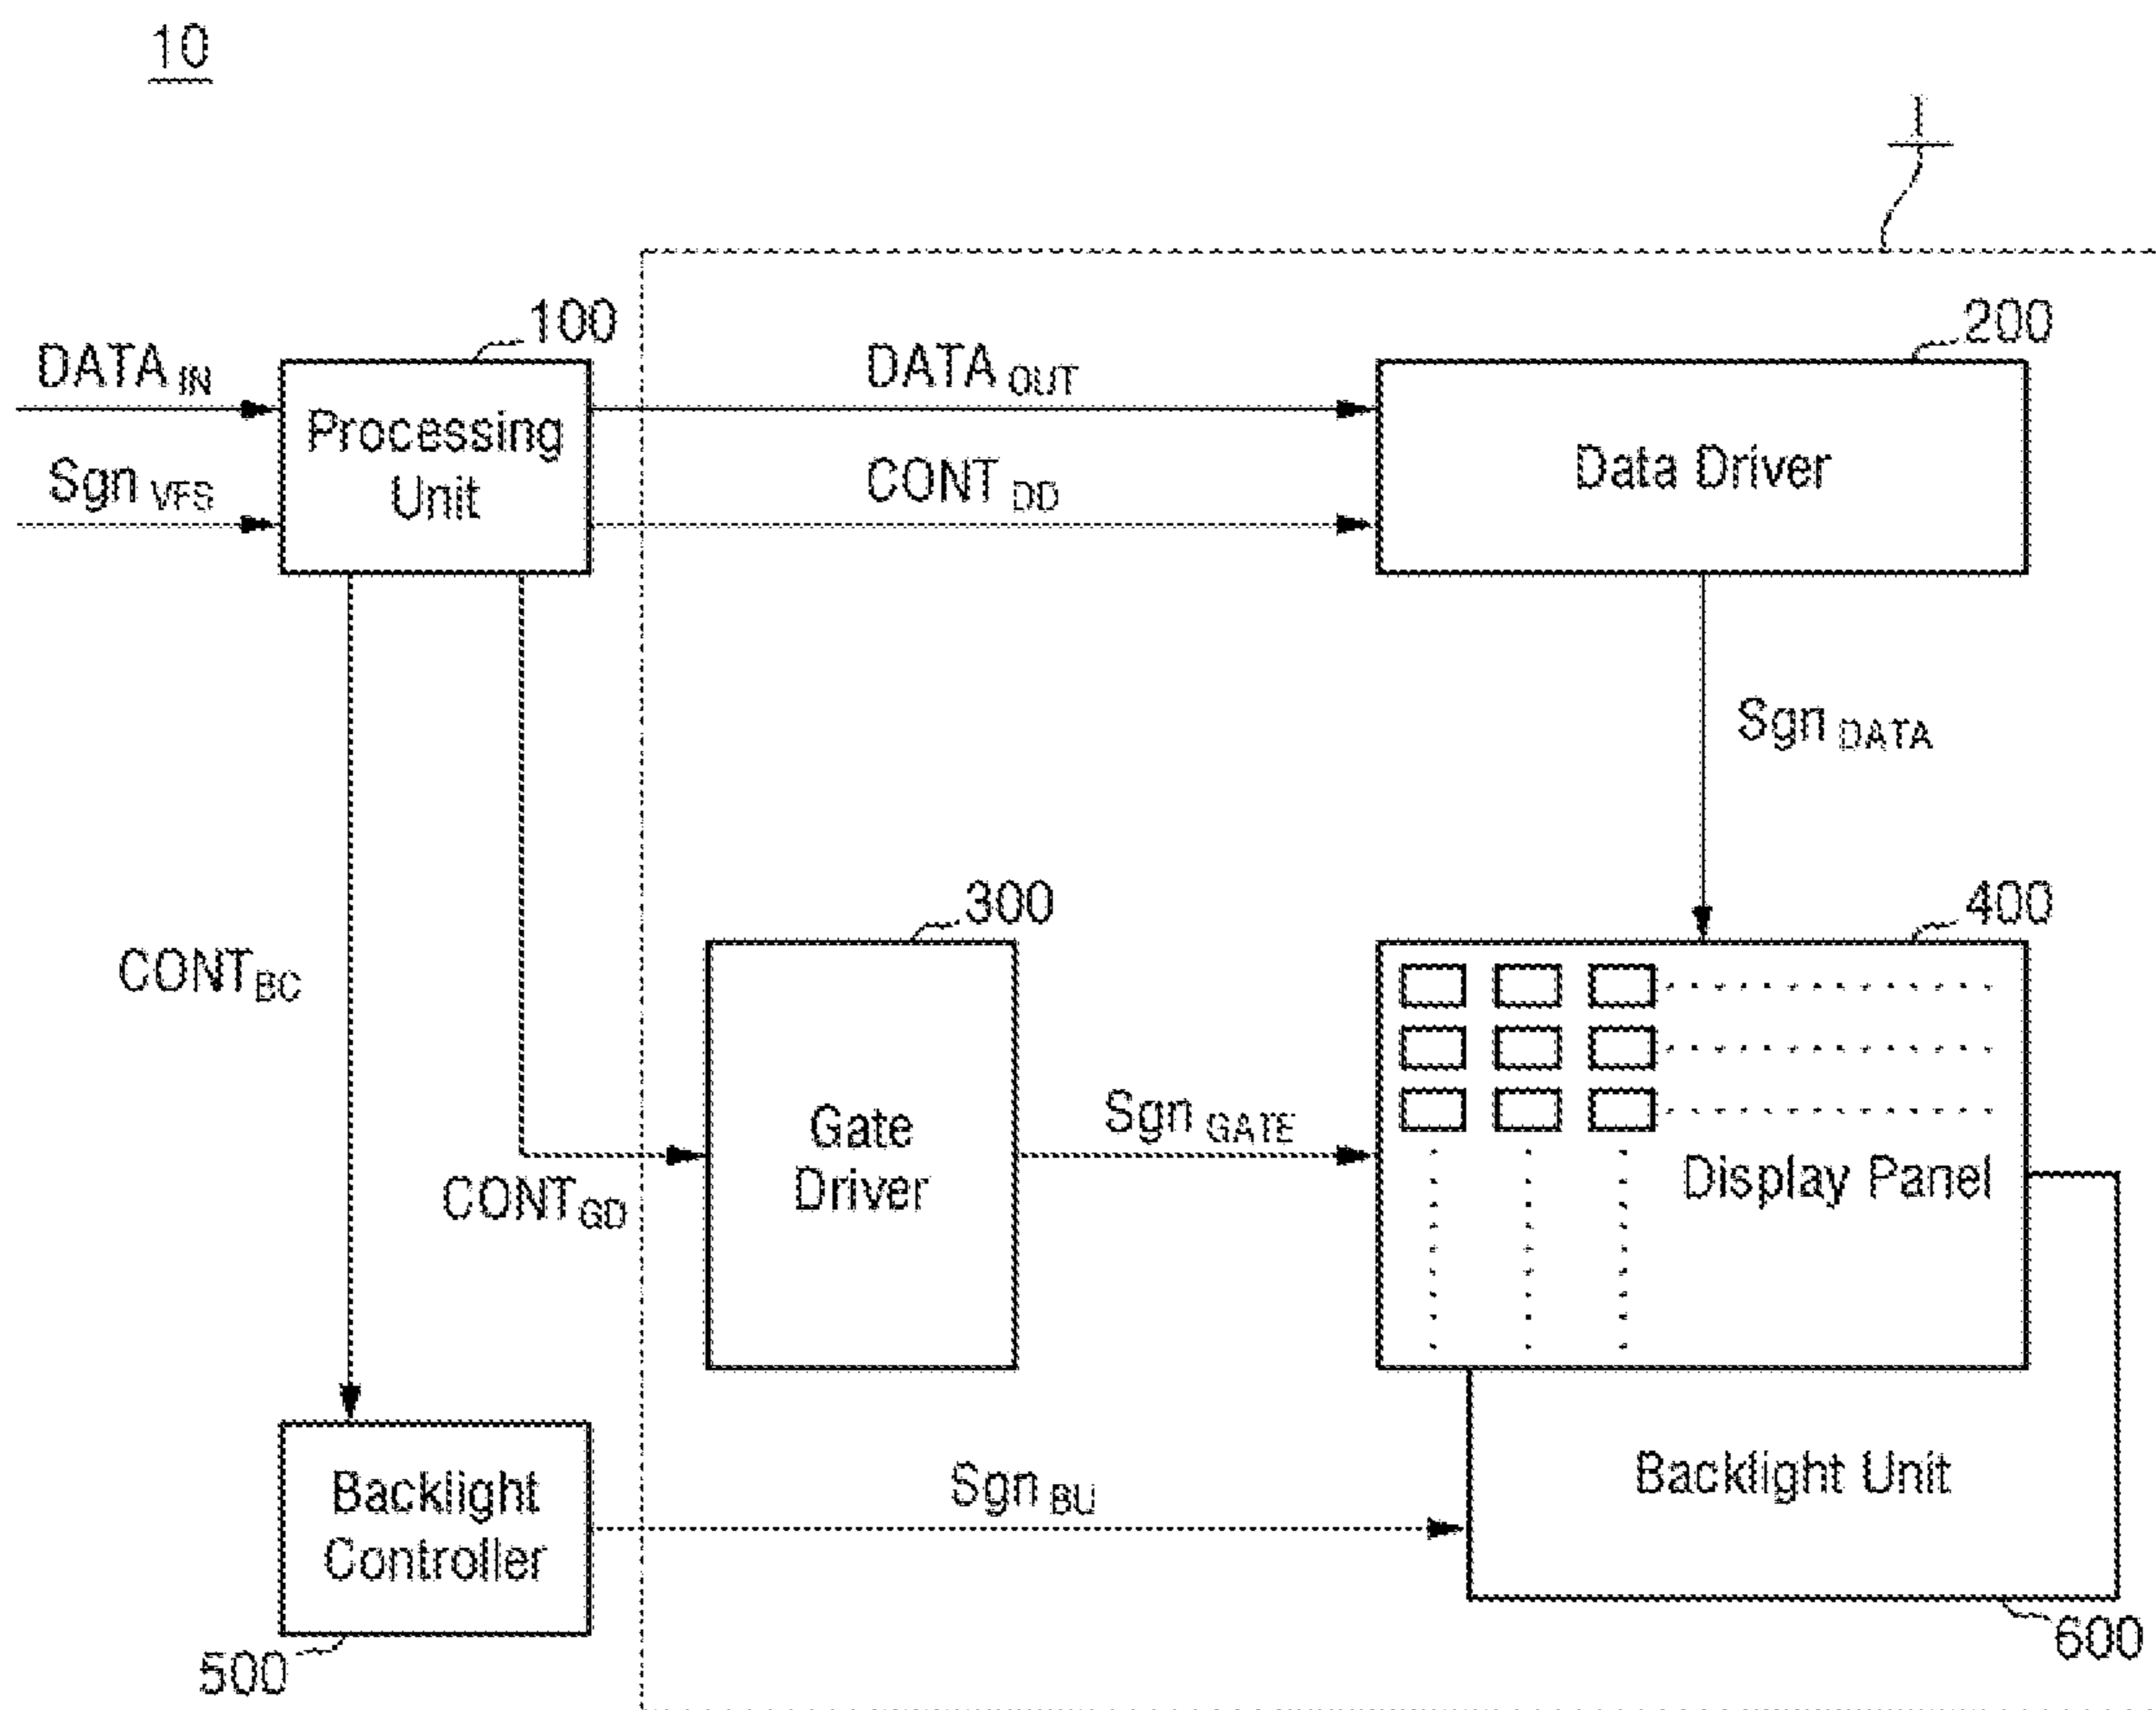 10
100
200
DATA IN
DATA OUT
Processing
Unit
Data Driver
Sgn VFS
CONT DD
Sgn DATA
300
400
CONT BC
Gate
Driver
Sgn GATE
Display Panel
CONT GD
Backlight
Controller
Sgn BU
Backlight Unit
500
600